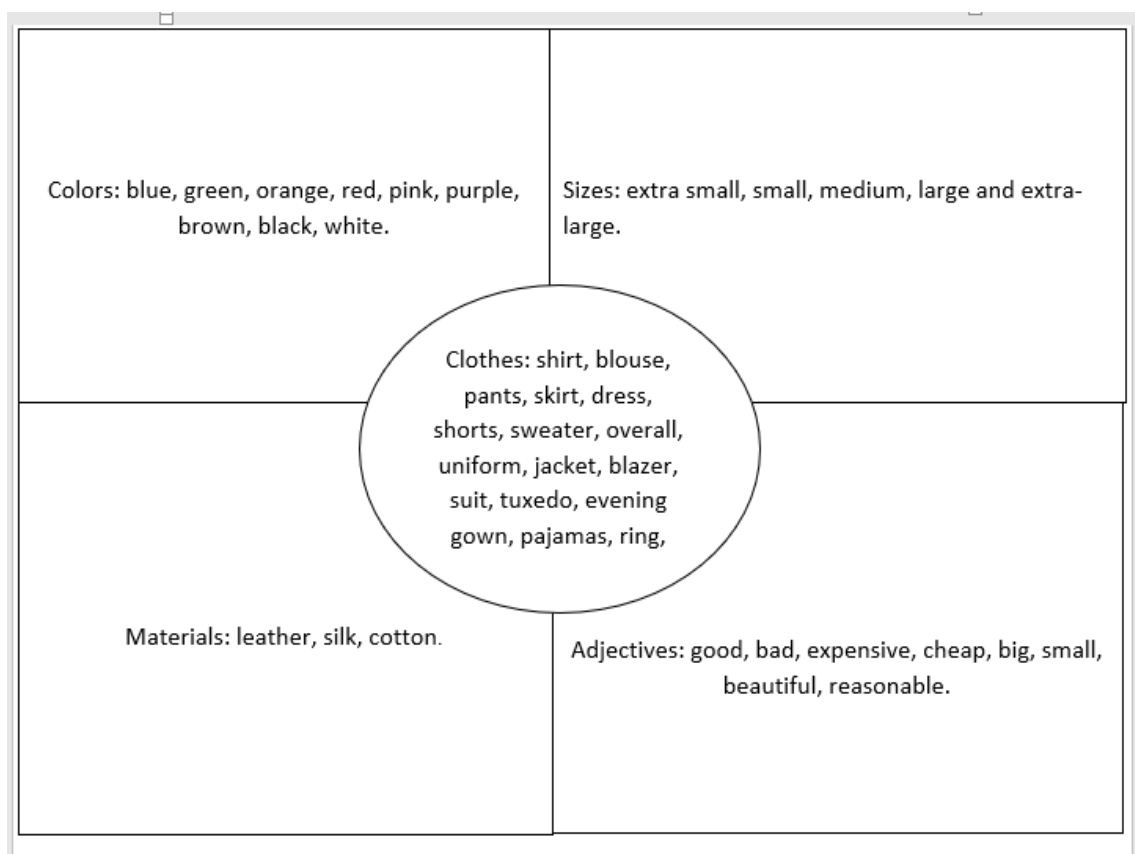 Colors: blue, green, orange, red, pink, purple,
brown, black, white.
Sizes: extra small, small, medium, large and extra-
large.
Clothes: shirt, blouse,
pants, skirt, dress,
shorts, sweater, overall,
uniform, jacket, blazer,
suit, tuxedo, evening
gown, pajamas, ring,
Materials: leather, silk, cotton.
Adjectives: good, bad, expensive, cheap, big, small,
beautiful, reasonable.